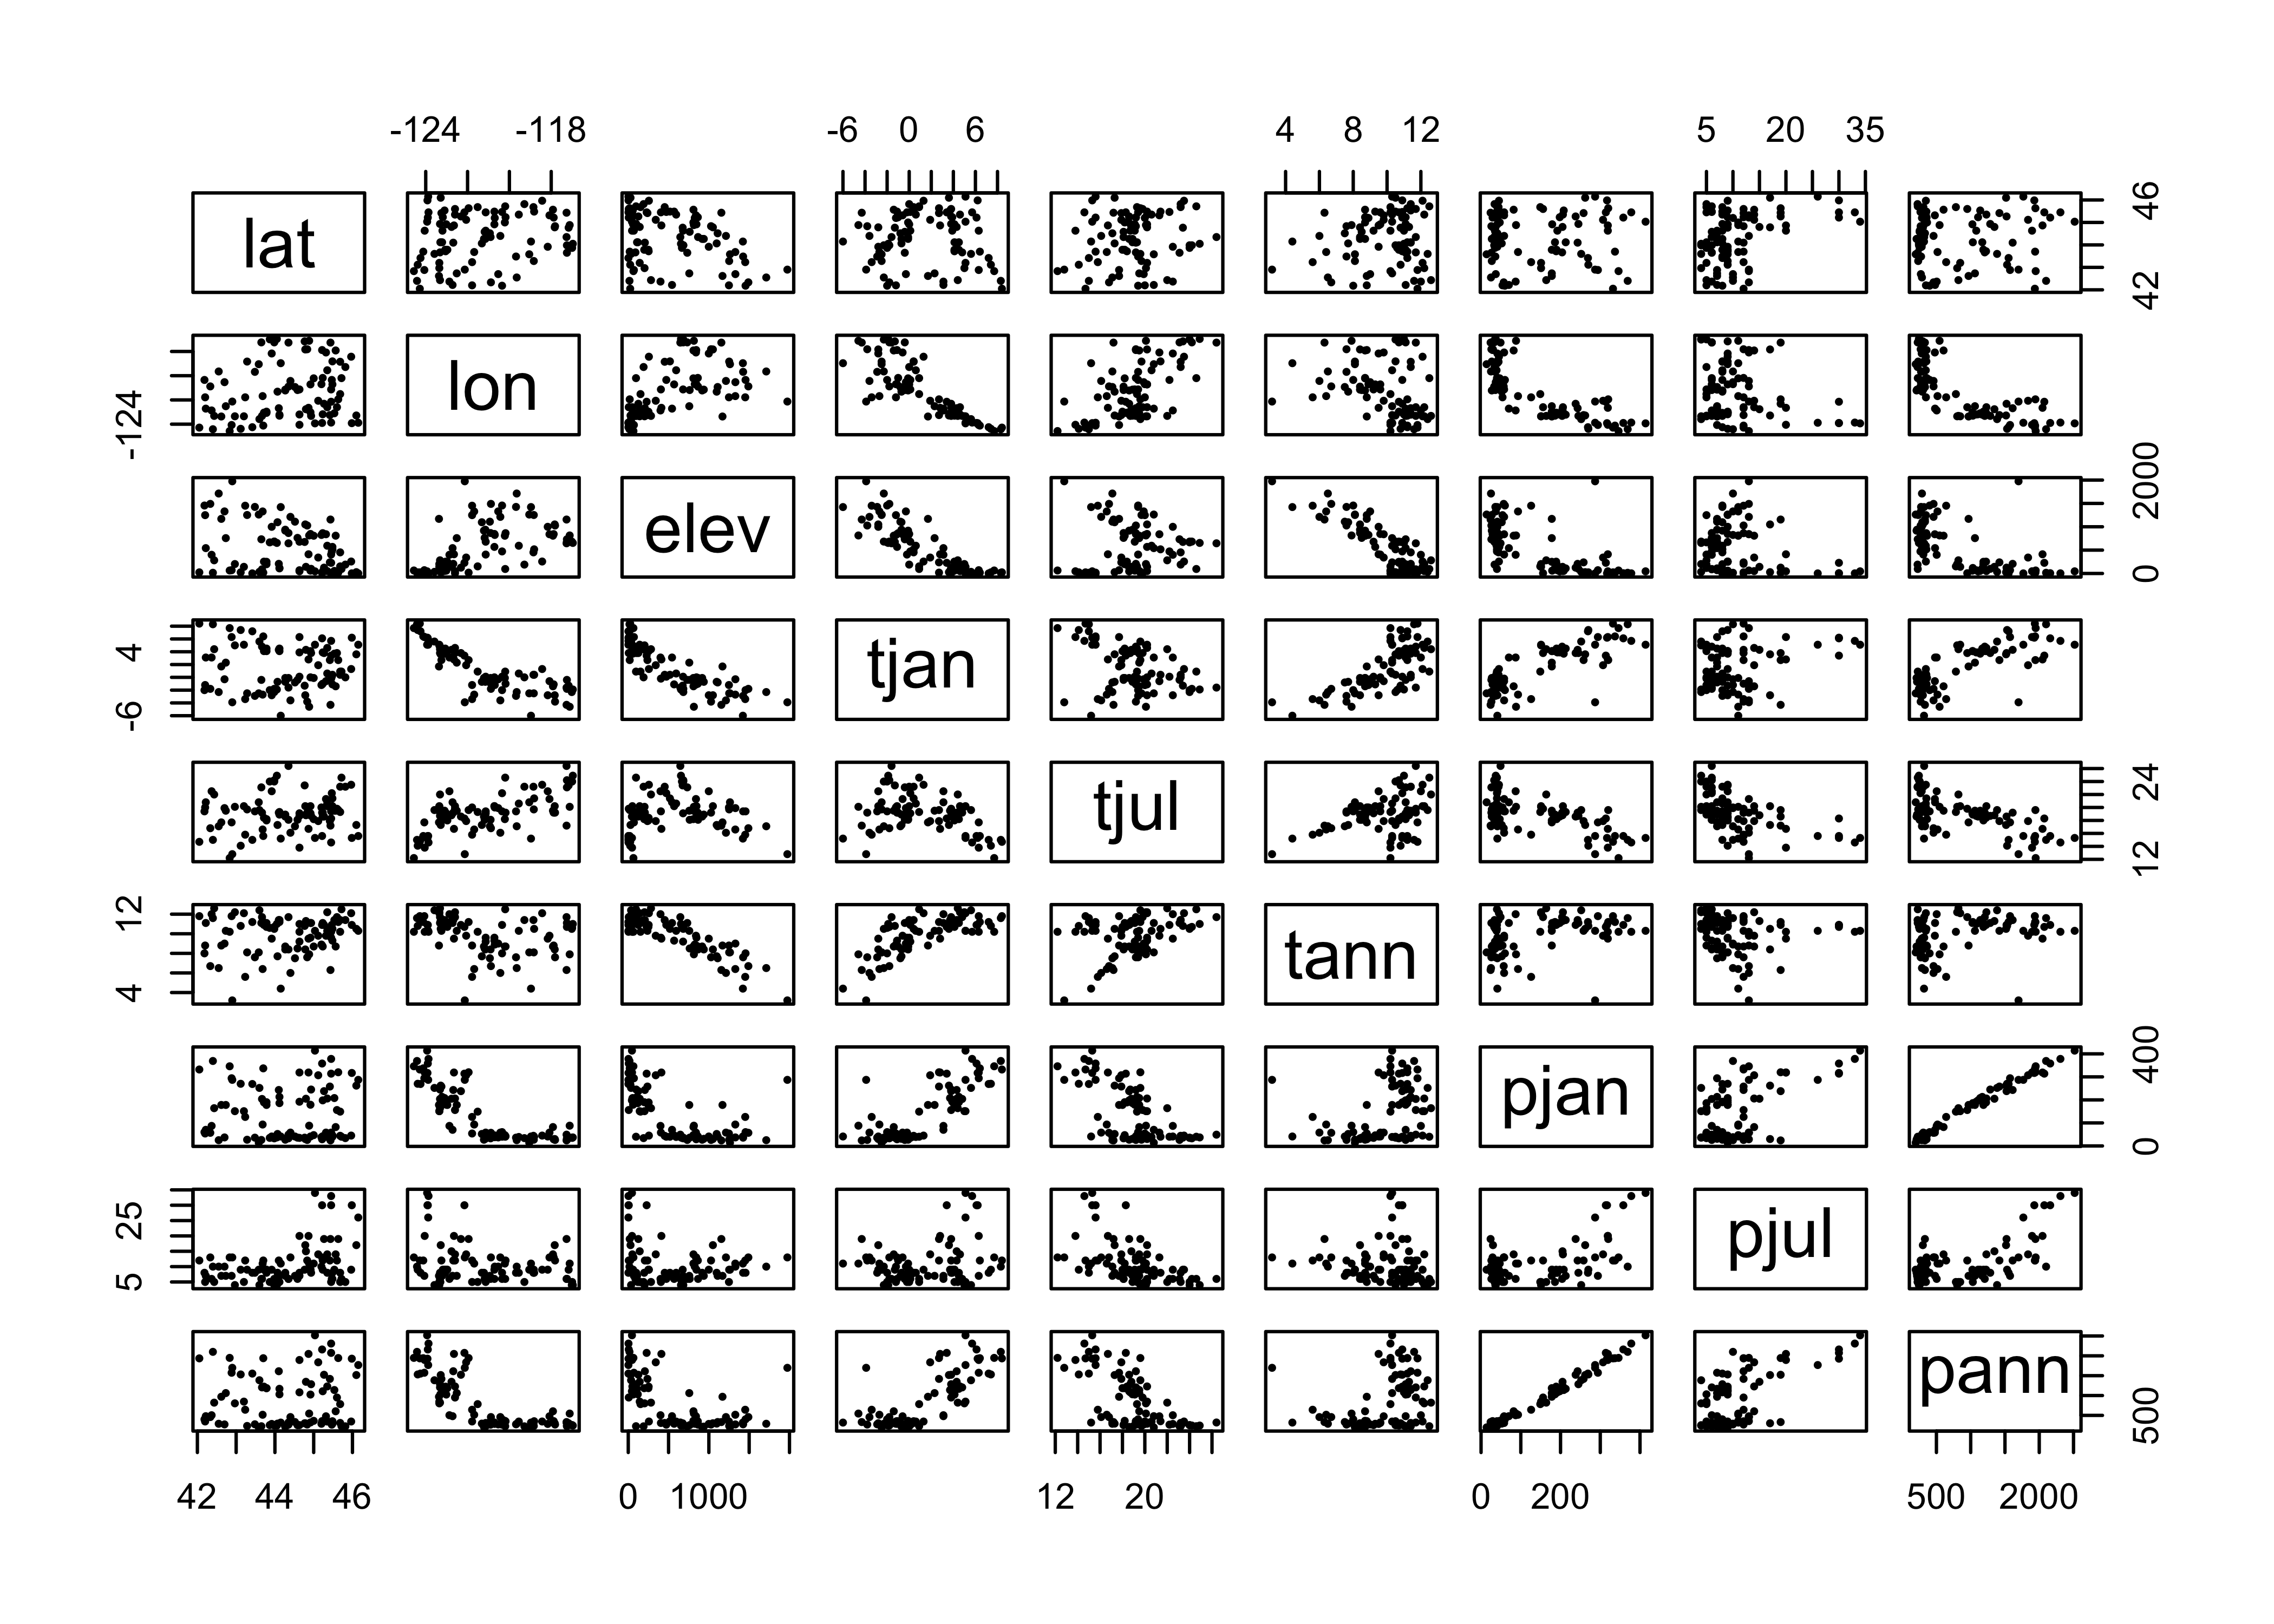 -124 -118 -6 0 6 4 8 12 5 20 35
lat 42 46
-124 lon
elev 0 2000
-6 4 tjan
tjul 12 24
4 12 tann
pjan 0 400
5 25 pjul
pann 500
42 44 46 0 1000 12 20 0 200 500 2000